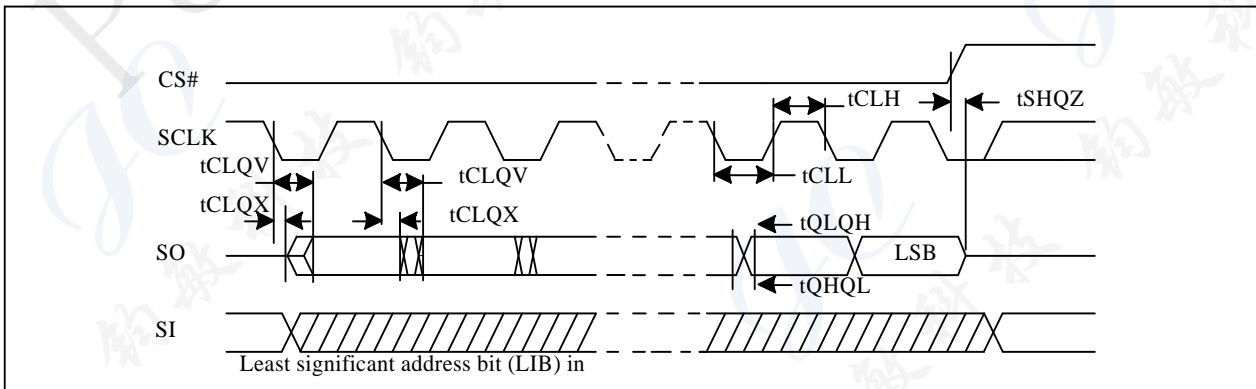 CS#
tCLH
tSHQZ
SCLK
tCLQV
tCLQV
tCLL
tCLQX
tCLQX
tQLQH
SO
LSB
tQHQL
SI
Least significant address bit (LIB) in